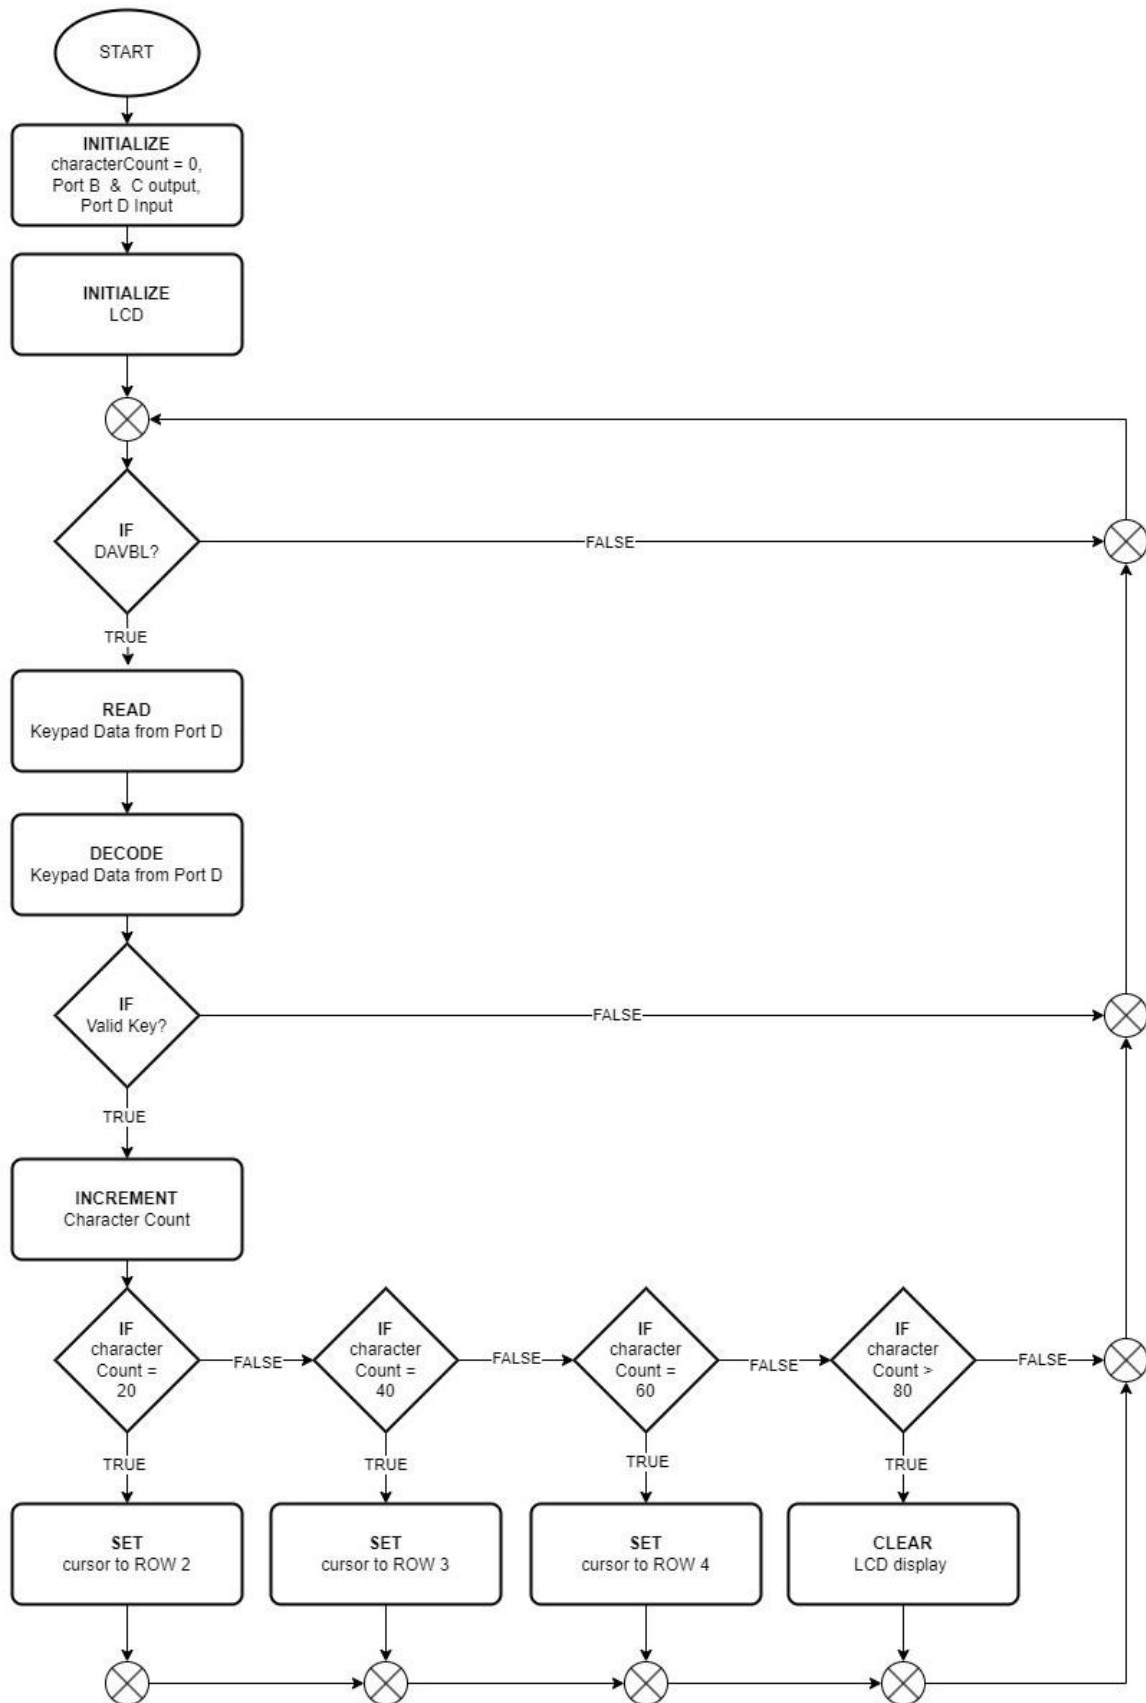 START
INITIALIZE
characterCount = 0,
Port B & C output,
Port D Input
INITIALIZE
LCD
IF
DAVBL?
FALSE
TRUE
READ
Keypad Data from Port D
DECODE
Keypad Data from Port D
IF
Valid Key?
FALSE
TRUE
INCREMENT
Character Count
IF
character
Count =
20
FALSE
IF
character
Count =
40
FALSE
IF
character
Count =
60
FALSE
IF
character
Count >
80
FALSE
TRUE
TRUE
TRUE
TRUE
SET
cursor to ROW 2
SET
cursor to ROW 3
SET
cursor to ROW 4
CLEAR
LCD display